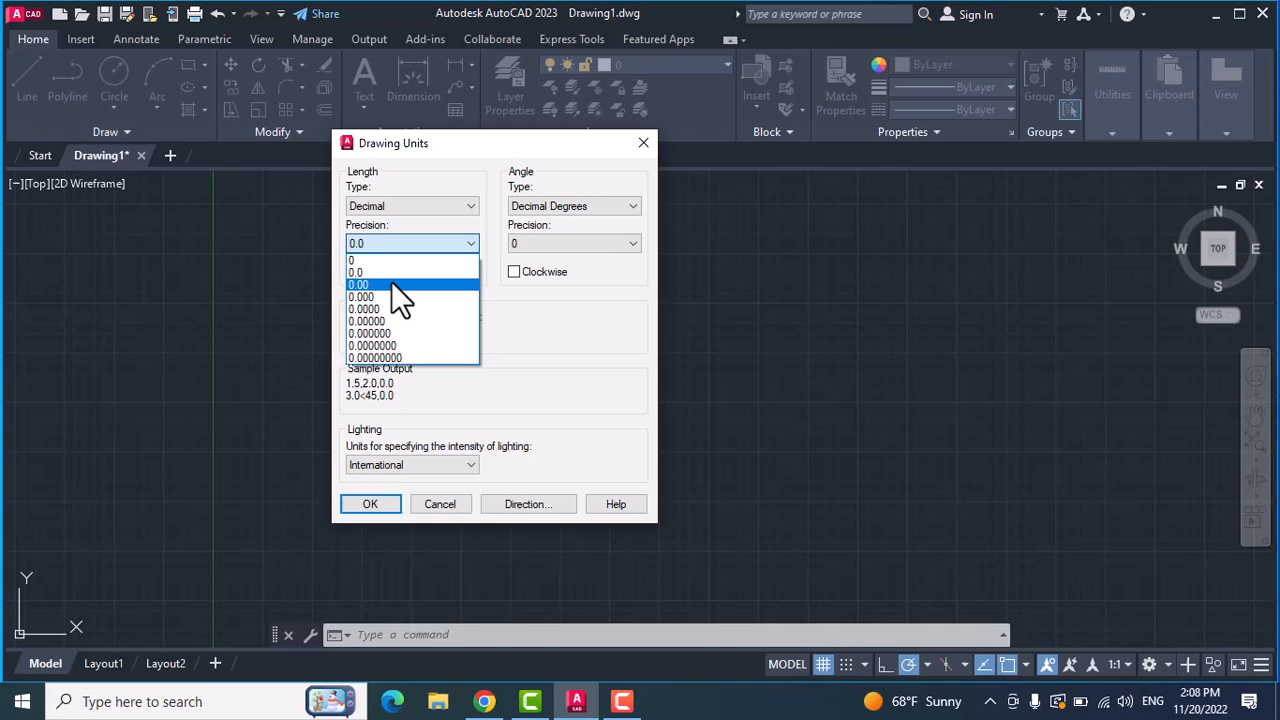 Share
Autodesk AutoCAD 2023 Drawing1.dwg
Type a keyword or phrase
Sign In
Home Insert Annotate Parametric View Manage Output Add-ins Collaborate Express Tools Featured Apps
Line Polyline Circle Arc
Text Dimension
Layer Properties
0
Insert
Match Properties
ByLayer
ByLayer
ByLayer
Group
Utilities
Clipboard
View
Draw Modify Block Properties Groups
Start Drawing1*
[−][Top][2D Wireframe]
N
W TOP E
S
WCS
Drawing Units
Length
Type:
Decimal
Precision:
0.0
0
0.0
0.00
0.000
0.0000
0.00000
0.000000
0.0000000
0.00000000
Angle
Type:
Decimal Degrees
Precision:
0
Clockwise
Sample Output
1.5,2.0,0.0
3.0<45,0.0
Lighting
Units for specifying the intensity of lighting:
International
OK Cancel Direction... Help
Y
X
Type a command
Model Layout1 Layout2
MODEL
1:1
Type here to search
68°F Sunny
ENG
2:08 PM
11/20/2022